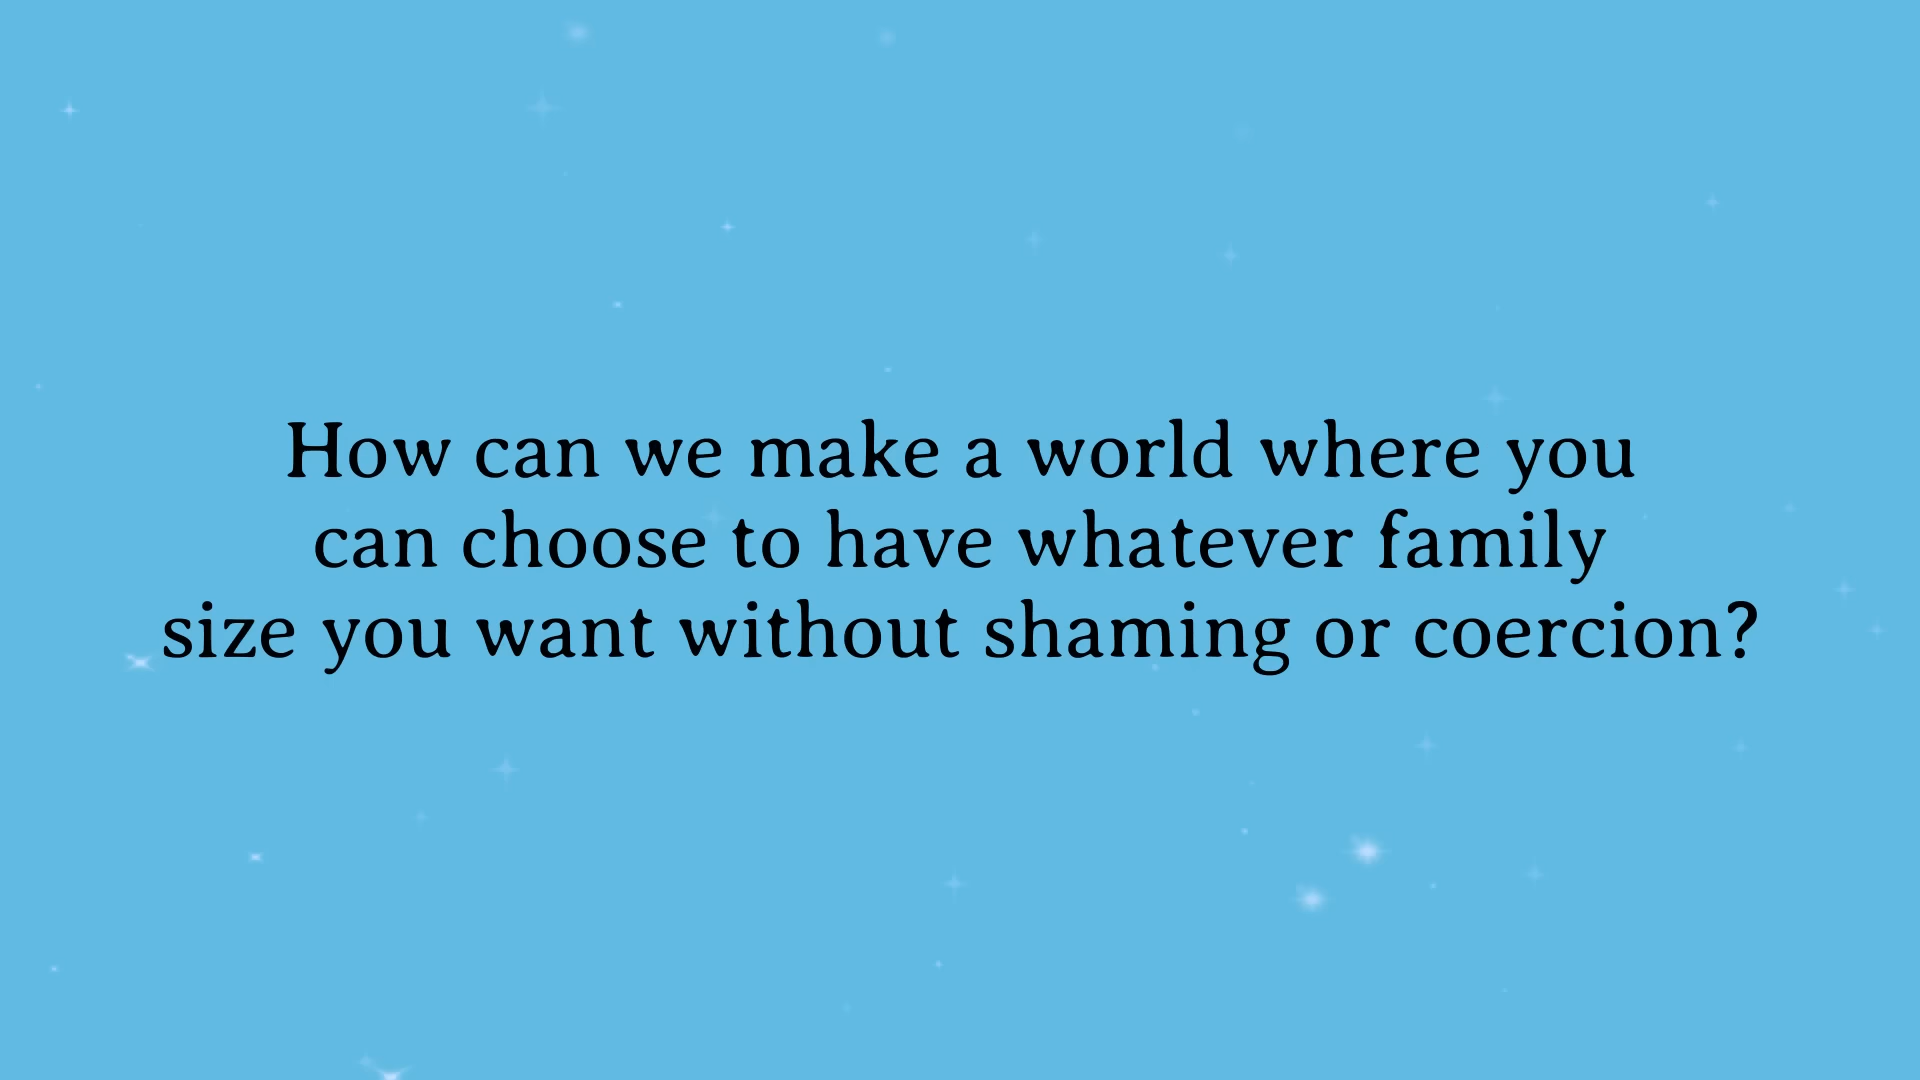 How can we make a world where you
can choose to have whatever family
size you want without shaming or coercion?